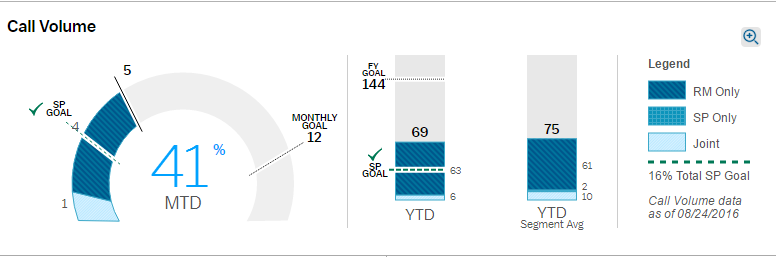 Call Volume
5
SP
GOAL
4
1
41 %
MTD
MONTHLY
GOAL
12
FY
GOAL
144
69
SP
GOAL
63
6
YTD
75
61
2
10
YTD
Segment Avg
Legend
RM Only
SP Only
Joint
16% Total SP Goal
Call Volume data
as of 08/24/2016